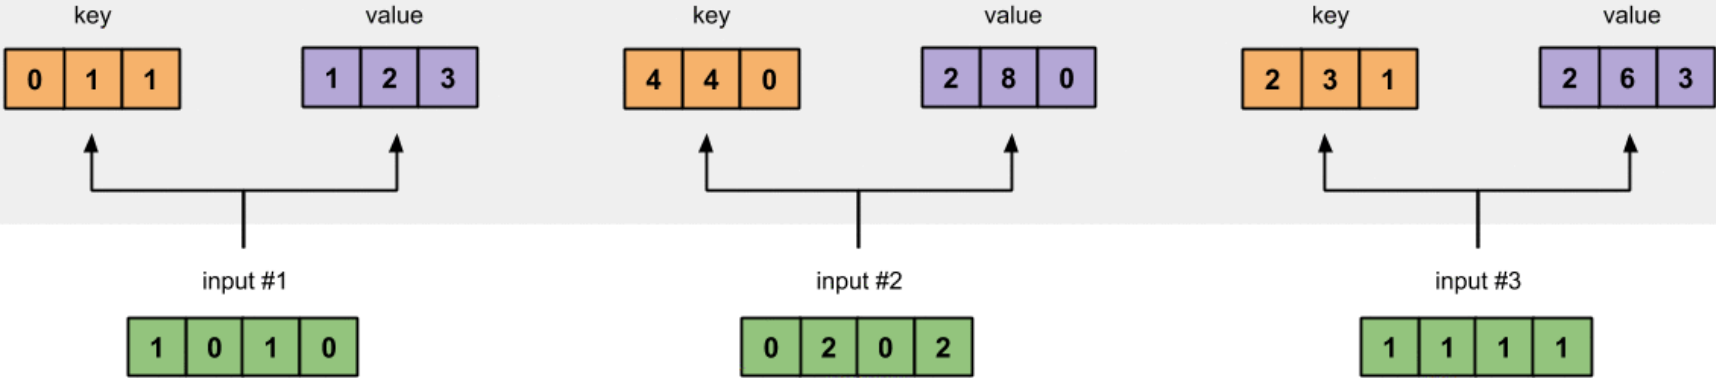 key value key value key value
0 1 1 1 2 3 4 4 0 2 8 0 2 3 1 2 6 3
input #1 input #2 input #3
1 0 1 0 0 2 0 2 1 1 1 1